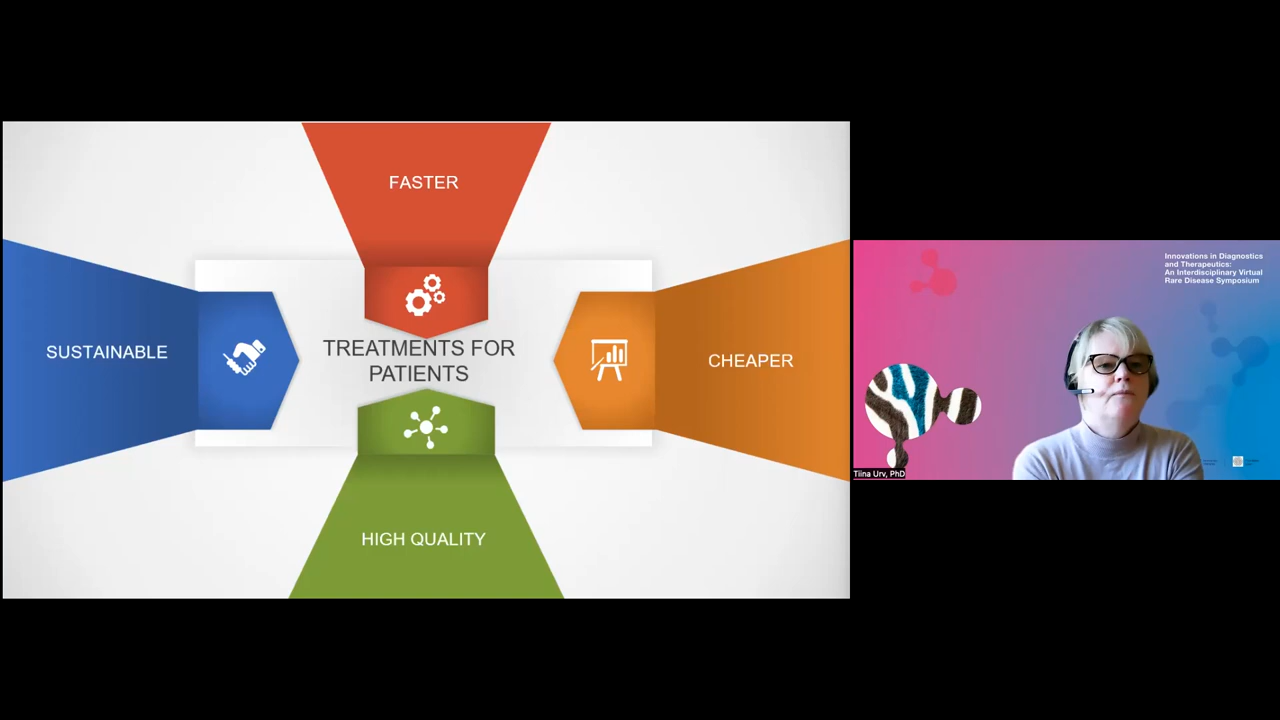 FASTER
SUSTAINABLE
TREATMENTS FOR
PATIENTS
CHEAPER
HIGH QUALITY
Innovations in Diagnostics
and Therapeutics:
An Interdisciplinary Virtual
Rare Disease Symposium
Tiina Urv, PhD